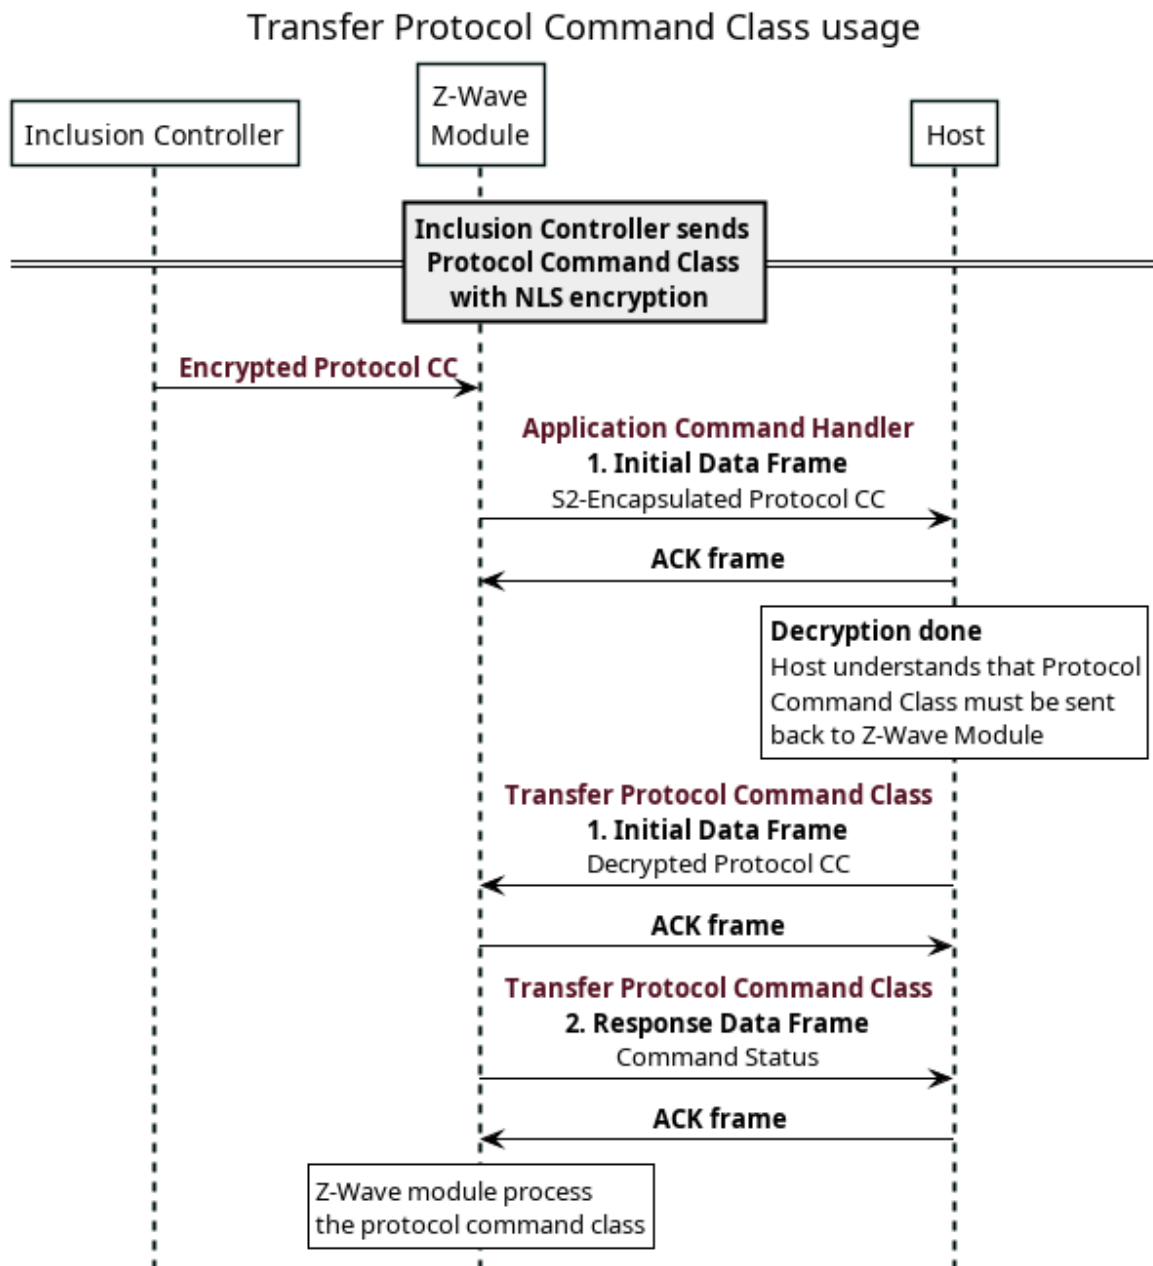 Transfer Protocol Command Class usage
Inclusion Controller
Z-Wave
Module
Host
Inclusion Controller sends
Protocol Command Class
with NLS encryption
Encrypted Protocol CC
Application Command Handler
1. Initial Data Frame
S2-Encapsulated Protocol CC
ACK frame
Decryption done
Host understands that Protocol
Command Class must be sent
back to Z-Wave Module
Transfer Protocol Command Class
1. Initial Data Frame
Decrypted Protocol CC
ACK frame
Transfer Protocol Command Class
2. Response Data Frame
Command Status
ACK frame
Z-Wave module process
the protocol command class